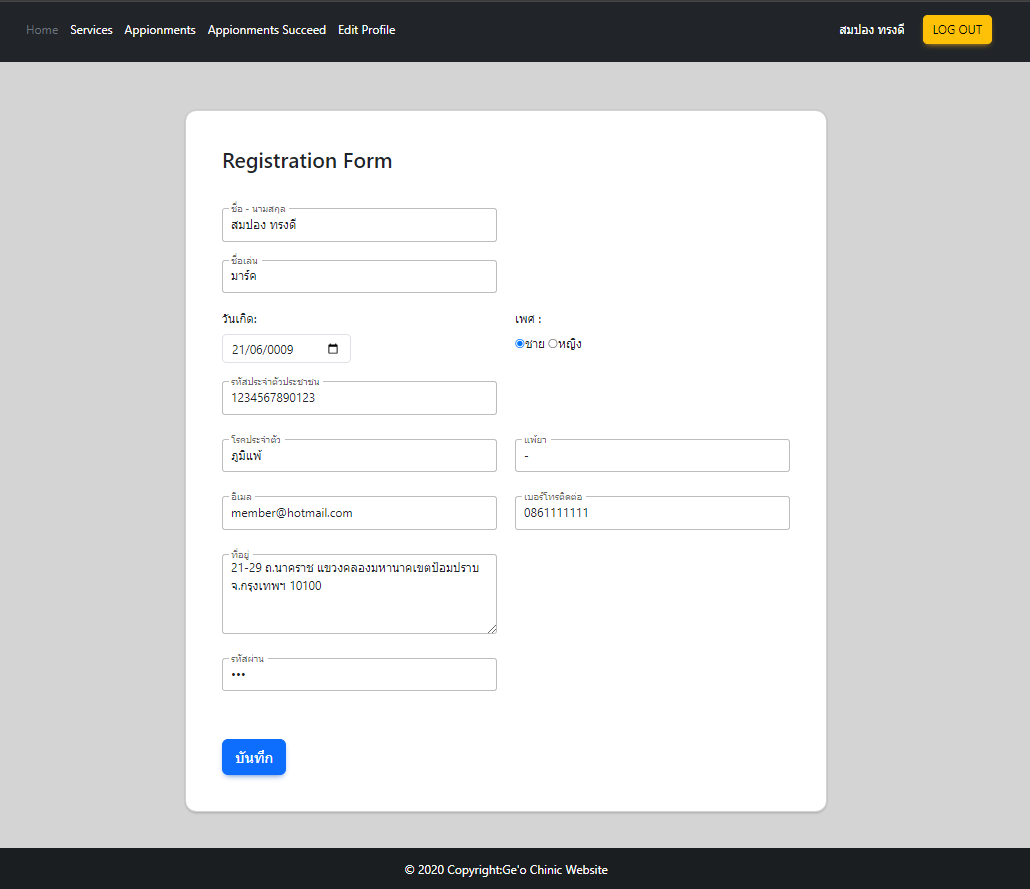 Home Services Appionments Appionments Succeed Edit Profile สมปอง ทรงดี LOG OUT
Registration Form
ชื่อ - นามสกุล
สมปอง ทรงดี
ชื่อเล่น
มาร์ค
วันเกิด: เพศ :
21/06/0009 ชาย หญิง
รหัสประจำตัวประชาชน
1234567890123
โรคประจำตัว แพ้ยา
ภูมิแพ้ -
อีเมล เบอร์โทรติดต่อ
member@hotmail.com 0861111111
ที่อยู่
21-29 ถ.นาคราช แขวงคลองมหานาคเขตป้อมปราบ
จ.กรุงเทพฯ 10100
รหัสผ่าน
•••
บันทึก
© 2020 Copyright:Ge'o Chinic Website